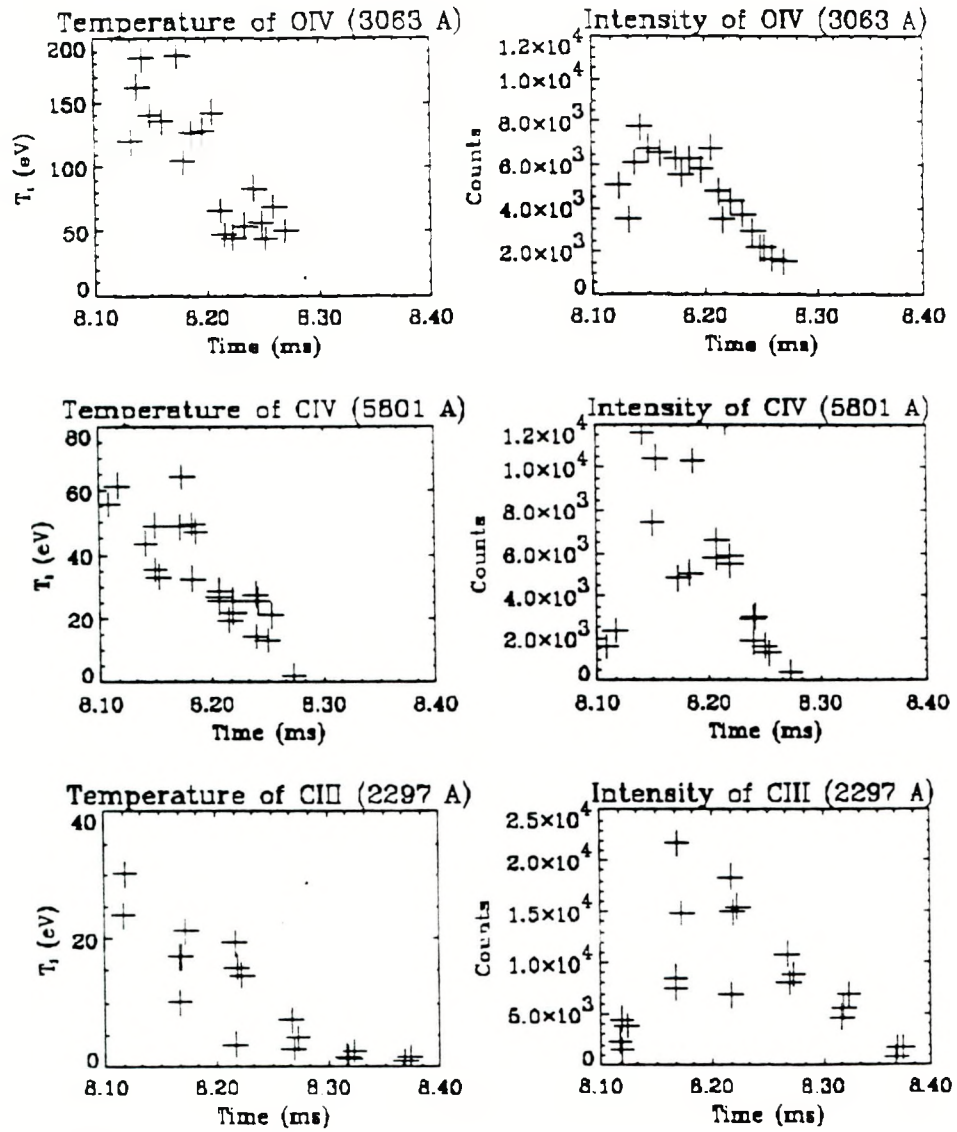 Temperature of OIV (3063 A)
200
150
100
50
0
T_i (eV)
8.10 8.20 8.30 8.40
Time (ms)
Intensity of OIV (3063 A)
1.2×10^4
1.0×10^4
8.0×10^3
6.0×10^3
4.0×10^3
2.0×10^3
0
Counts
8.10 8.20 8.30 8.40
Time (ms)
Temperature of CIV (5801 A)
80
60
40
20
0
T_i (eV)
8.10 8.20 8.30 8.40
Time (ms)
Intensity of CIV (5801 A)
1.2×10^4
1.0×10^4
8.0×10^3
6.0×10^3
4.0×10^3
2.0×10^3
0
Counts
8.10 8.20 8.30 8.40
Time (ms)
Temperature of CIII (2297 A)
40
20
0
T_i (eV)
8.10 8.20 8.30 8.40
Time (ms)
Intensity of CIII (2297 A)
2.5×10^4
2.0×10^4
1.5×10^4
1.0×10^4
5.0×10^3
0
Counts
8.10 8.20 8.30 8.40
Time (ms)